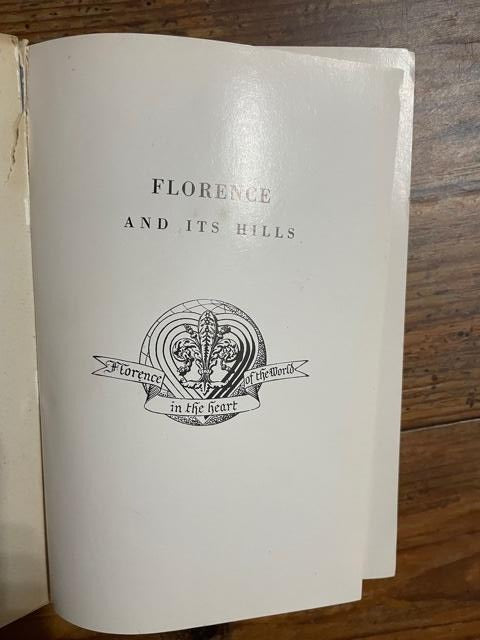 FLORENCE
AND ITS HILLS
Florence
in the heart
of the World